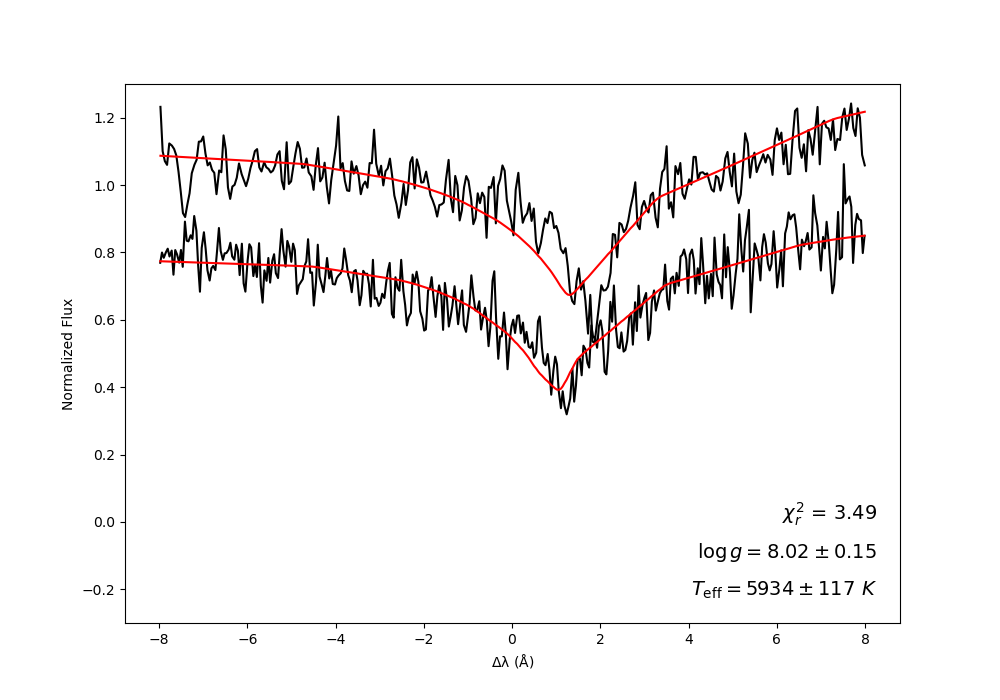 1.2
1.0
0.8
0.6
0.4
0.2
0.0
−0.2
Normalized Flux
χ²ᵣ = 3.49
log g = 8.02 ± 0.15
T_eff = 5934 ± 117 K
−8 −6 −4 −2 0 2 4 6 8
Δλ (Å)